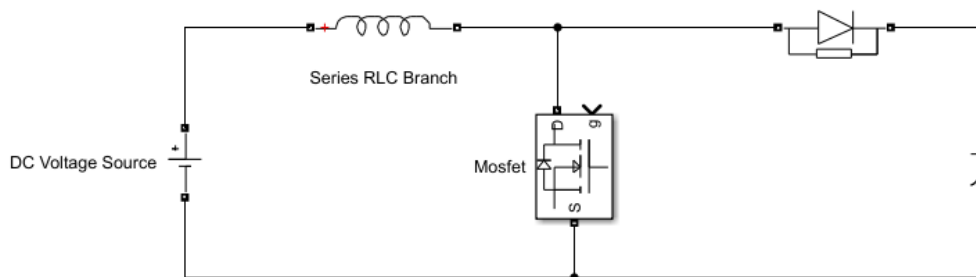 Series RLC Branch
DC Voltage Source
+
Mosfet
D
g
S